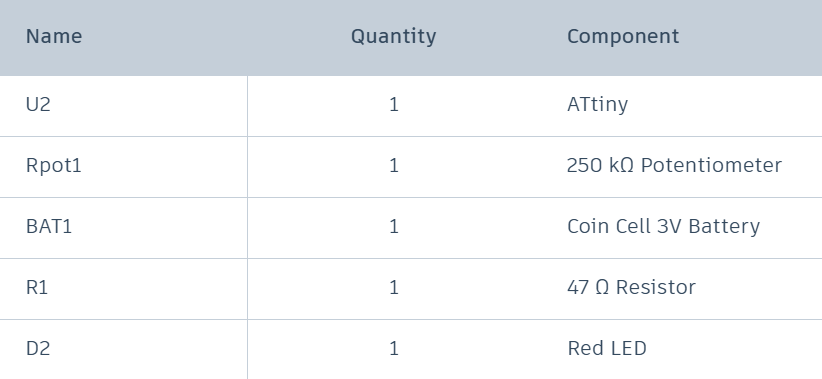 Name Quantity Component
U2 1 ATtiny
Rpot1 1 250 kΩ Potentiometer
BAT1 1 Coin Cell 3V Battery
R1 1 47 Ω Resistor
D2 1 Red LED